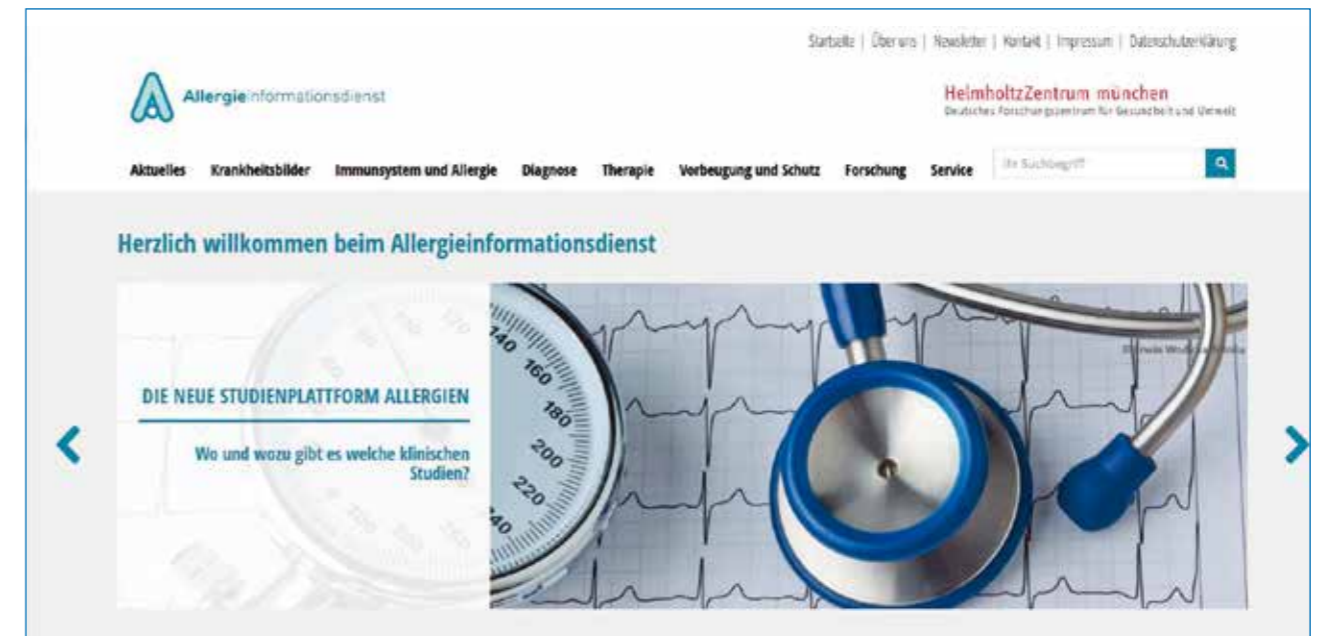 Startseite | Über uns | Newsletter | Kontakt | Impressum | Datenschutzerklärung
Allergieinformationsdienst
HelmholtzZentrum münchen
Deutsches Forschungszentrum für Gesundheit und Umwelt
Aktuelles Krankheitsbilder Immunsystem und Allergie Diagnose Therapie Vorbeugung und Schutz Forschung Service Ihr Suchbegriff
Herzlich willkommen beim Allergieinformationsdienst
DIE NEUE STUDIENPLATTFORM ALLERGIEN
Wo und wozu gibt es welche klinischen
Studien?
140
160
180
200
220
240